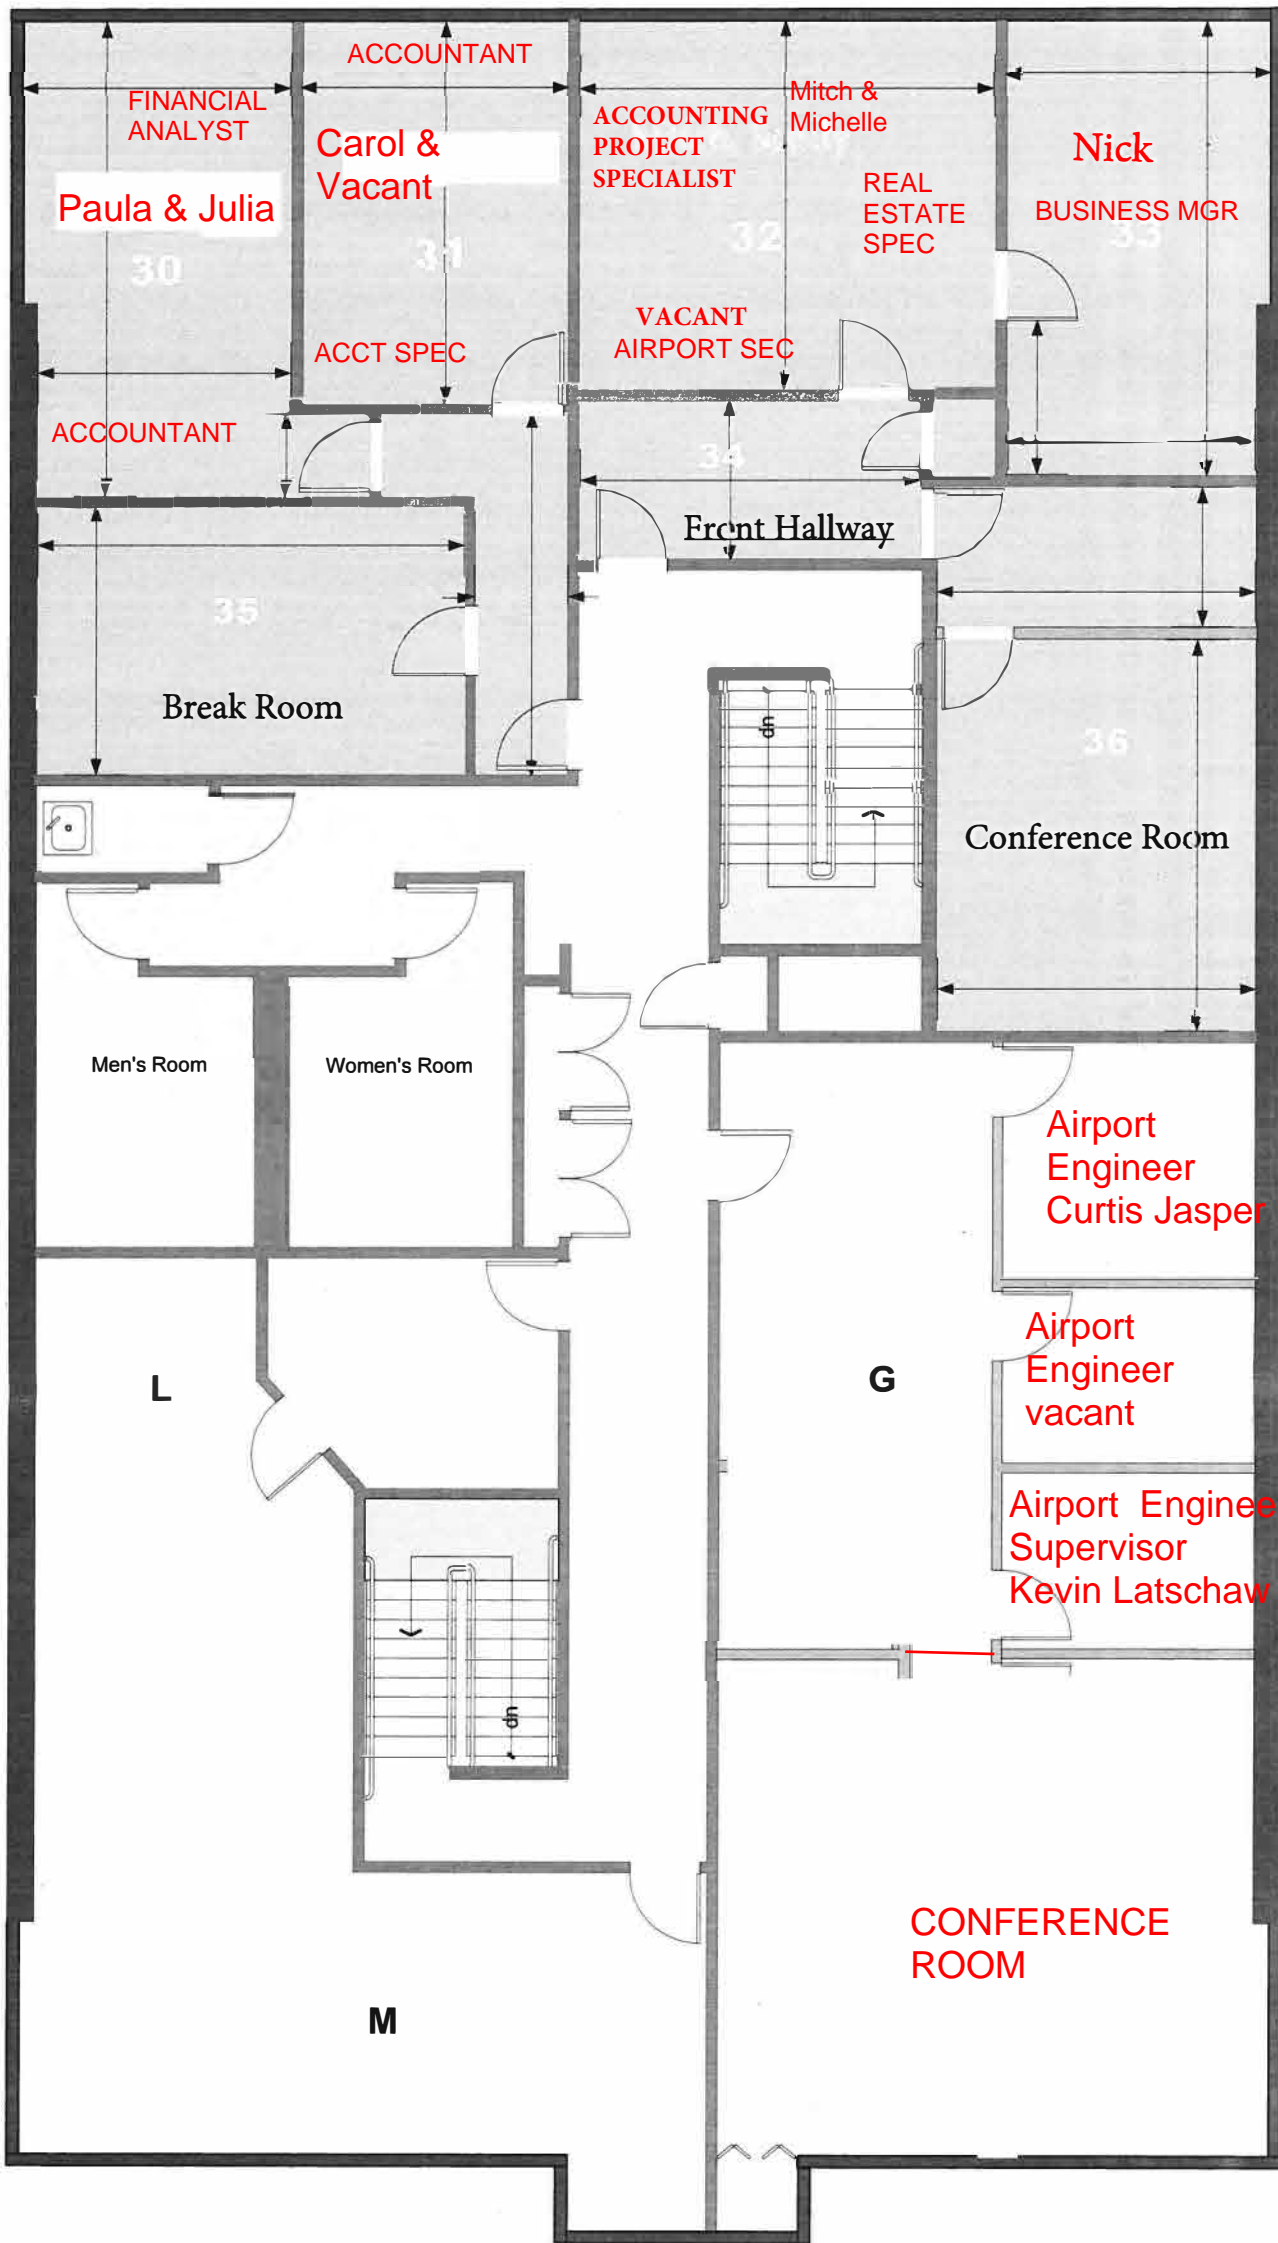 ACCOUNTANT
FINANCIAL
ANALYST
Carol &
Vacant
Paula & Julia
30
31
ACCT SPEC
ACCOUNTANT
ACCOUNTING
PROJECT
SPECIALIST
Mitch &
Michelle
REAL
ESTATE
SPEC
32
VACANT
AIRPORT SEC
Nick
BUSINESS MGR
33
34
Front Hallway
35
Break Room
dn
36
Conference Room
Men's Room
Women's Room
Airport
Engineer
Curtis Jasper
Airport
Engineer
vacant
L
G
Airport Enginee
Supervisor
Kevin Latschaw
dn
CONFERENCE
ROOM
M